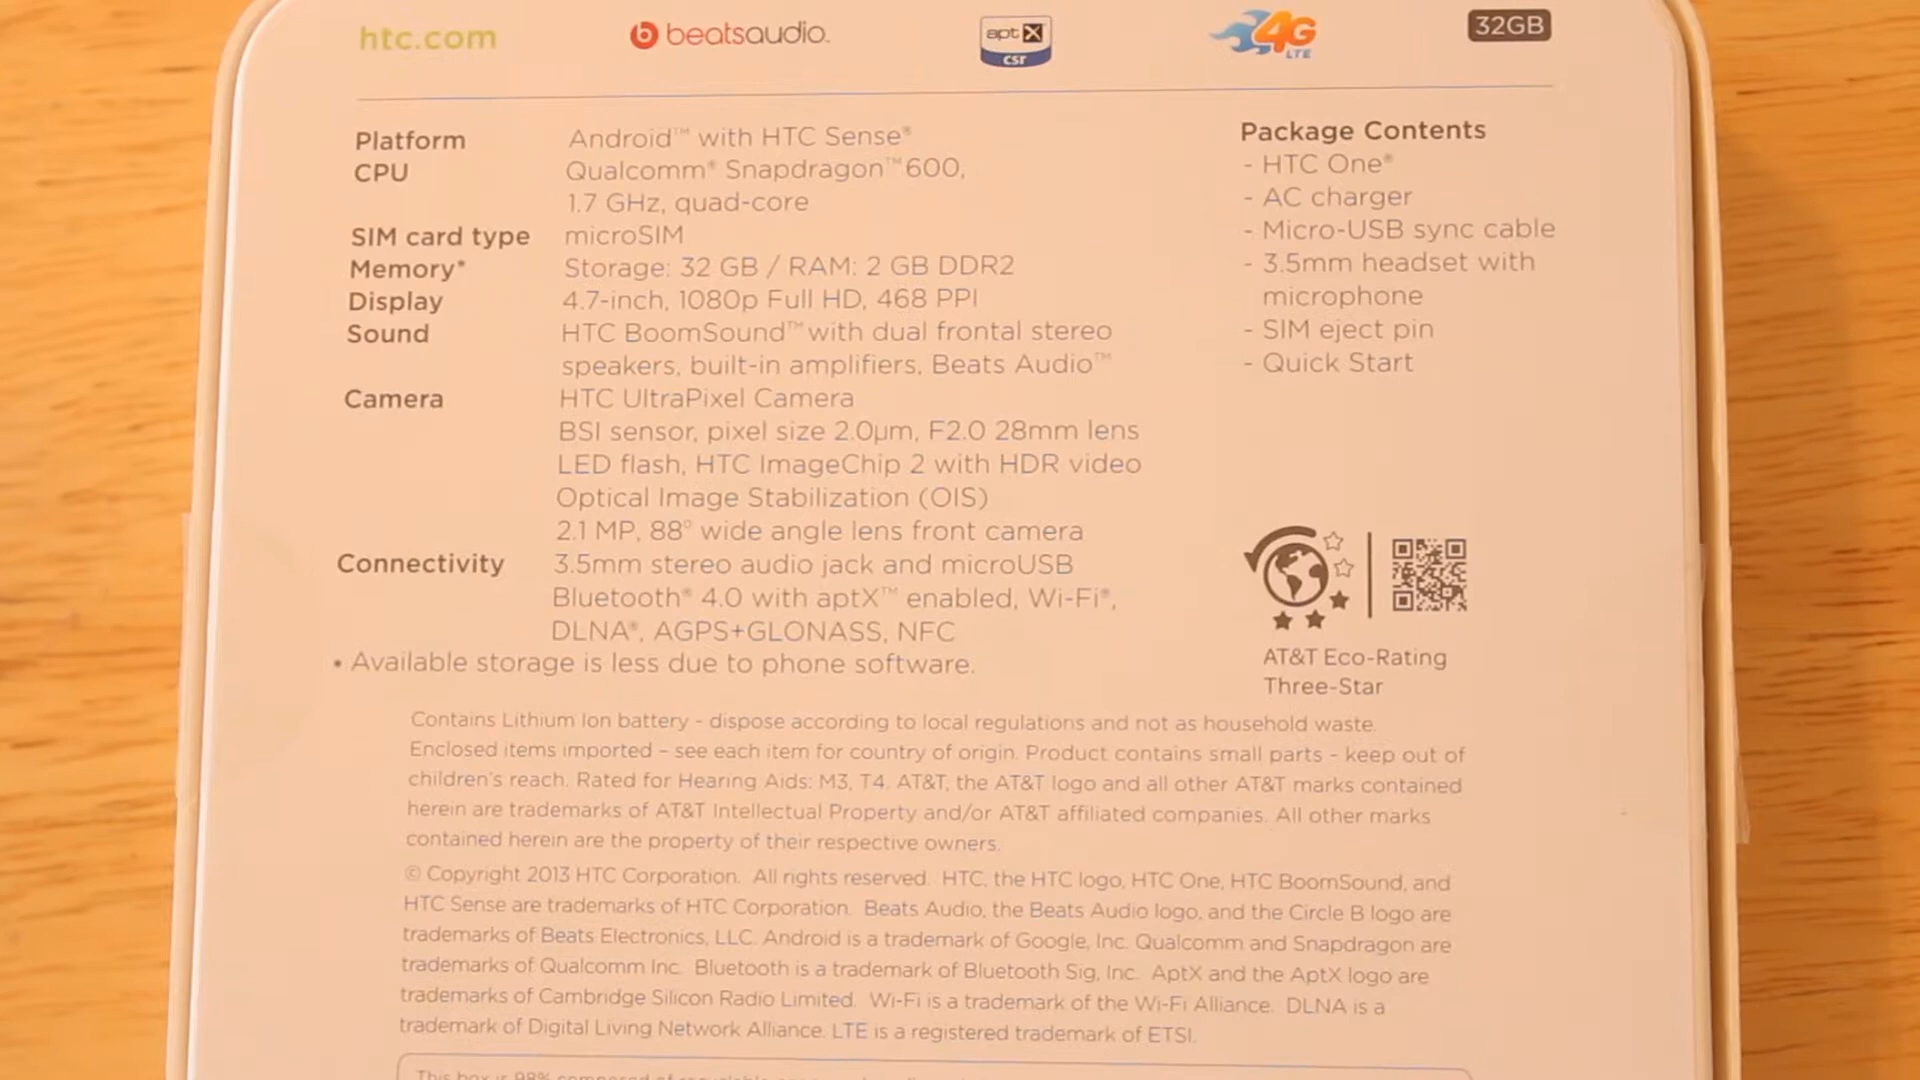 htc.com
beatsaudio.
aptX
csr
4G
LTE
32GB
Platform Android™ with HTC Sense®
CPU Qualcomm® Snapdragon™ 600,
1.7 GHz, quad-core
SIM card type microSIM
Memory* Storage: 32 GB / RAM: 2 GB DDR2
Display 4.7-inch, 1080p Full HD, 468 PPI
Sound HTC BoomSound™ with dual frontal stereo
speakers, built-in amplifiers, Beats Audio™
Camera HTC UltraPixel Camera
BSI sensor, pixel size 2.0µm, F2.0 28mm lens
LED flash, HTC ImageChip 2 with HDR video
Optical Image Stabilization (OIS)
2.1 MP, 88° wide angle lens front camera
Connectivity 3.5mm stereo audio jack and microUSB
Bluetooth® 4.0 with aptX™ enabled, Wi-Fi®,
DLNA®, AGPS+GLONASS, NFC
• Available storage is less due to phone software.
Package Contents
- HTC One®
- AC charger
- Micro-USB sync cable
- 3.5mm headset with
microphone
- SIM eject pin
- Quick Start
AT&T Eco-Rating
Three-Star
Contains Lithium Ion battery - dispose according to local regulations and not as household waste.
Enclosed items imported – see each item for country of origin. Product contains small parts - keep out of
children's reach. Rated for Hearing Aids: M3, T4. AT&T, the AT&T logo and all other AT&T marks contained
herein are trademarks of AT&T Intellectual Property and/or AT&T affiliated companies. All other marks
contained herein are the property of their respective owners.
© Copyright 2013 HTC Corporation. All rights reserved. HTC, the HTC logo, HTC One, HTC BoomSound, and
HTC Sense are trademarks of HTC Corporation. Beats Audio, the Beats Audio logo, and the Circle B logo are
trademarks of Beats Electronics, LLC. Android is a trademark of Google, Inc. Qualcomm and Snapdragon are
trademarks of Qualcomm Inc. Bluetooth is a trademark of Bluetooth Sig, Inc. AptX and the AptX logo are
trademarks of Cambridge Silicon Radio Limited. Wi-Fi is a trademark of the Wi-Fi Alliance. DLNA is a
trademark of Digital Living Network Alliance. LTE is a registered trademark of ETSI.
This box is 98% composed of